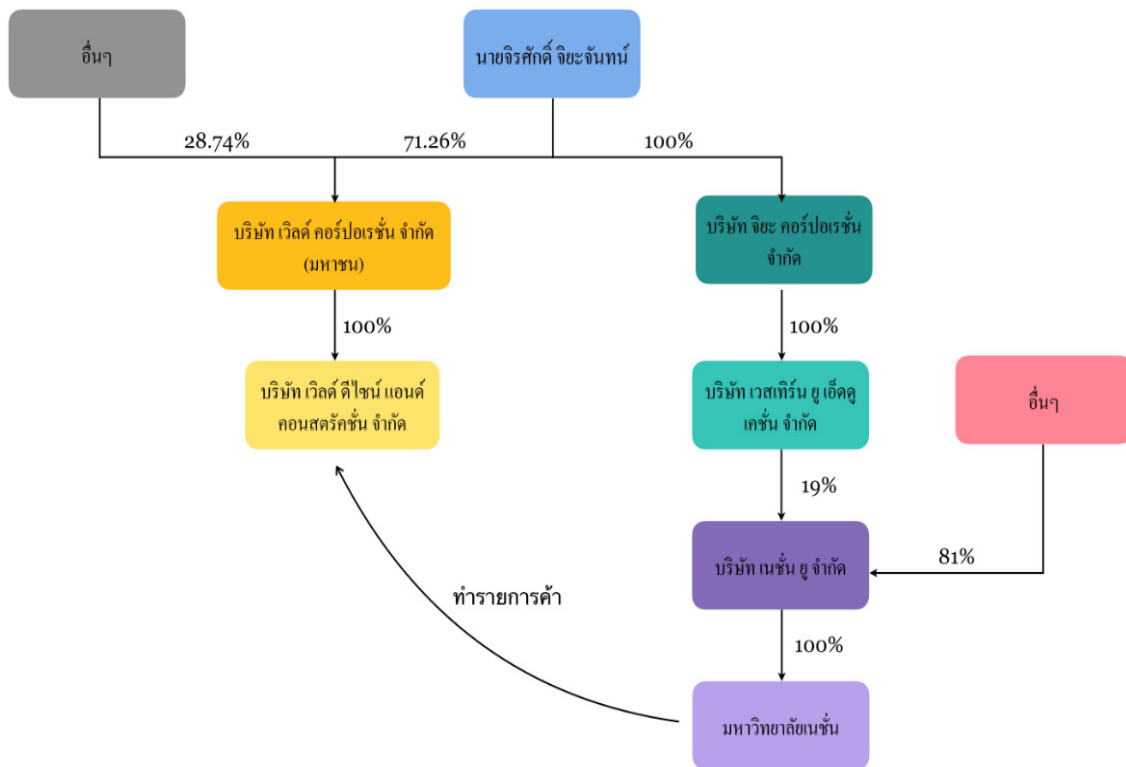 อื่นๆ
นายจิรศักดิ์ จิยะจันทน์
28.74%
71.26%
100%
บริษัท เวิลด์ คอร์ปอเรชั่น จำกัด
(มหาชน)
บริษัท จิยะ คอร์ปอเรชั่น
จำกัด
100%
100%
บริษัท เวิลด์ ดีไซน์ แอนด์
คอนสตรัคชั่น จำกัด
บริษัท เวสเทิร์น ยู เอ็ดดู
เคชั่น จำกัด
อื่นๆ
19%
บริษัท เนชั่น ยู จำกัด
81%
ทำรายการค้า
100%
มหาวิทยาลัยเนชั่น